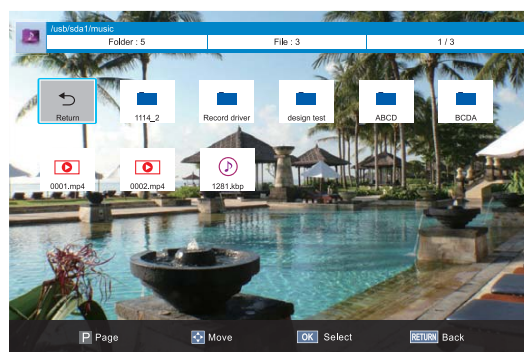 /usb/sda1/music
Folder : 5 File : 3 1 / 3
Return 1114_2 Record driver design test ABCD BCDA
0001.mp4 0002.mp4 1281.kbp
P Page Move OK Select RETURN Back